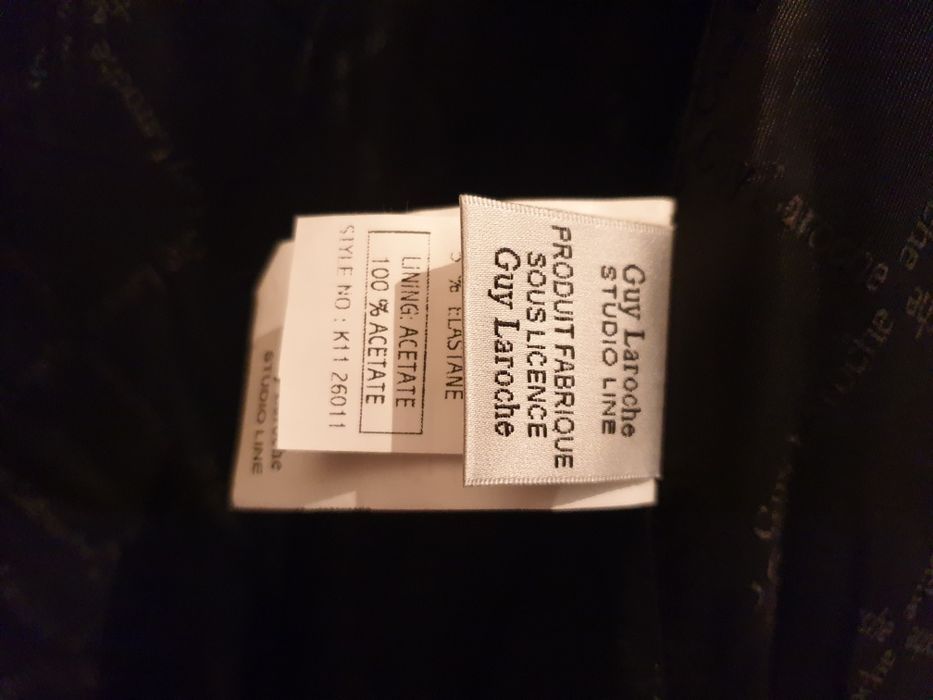 Guy Laroche
STUDIO LINE
PRODUIT FABRIQUE
SOUS LICENCE
Guy Laroche
% ELASTANE
LINING: ACETATE
100 % ACETATE
STYLE NO : K11 26011
STUDIO LINE